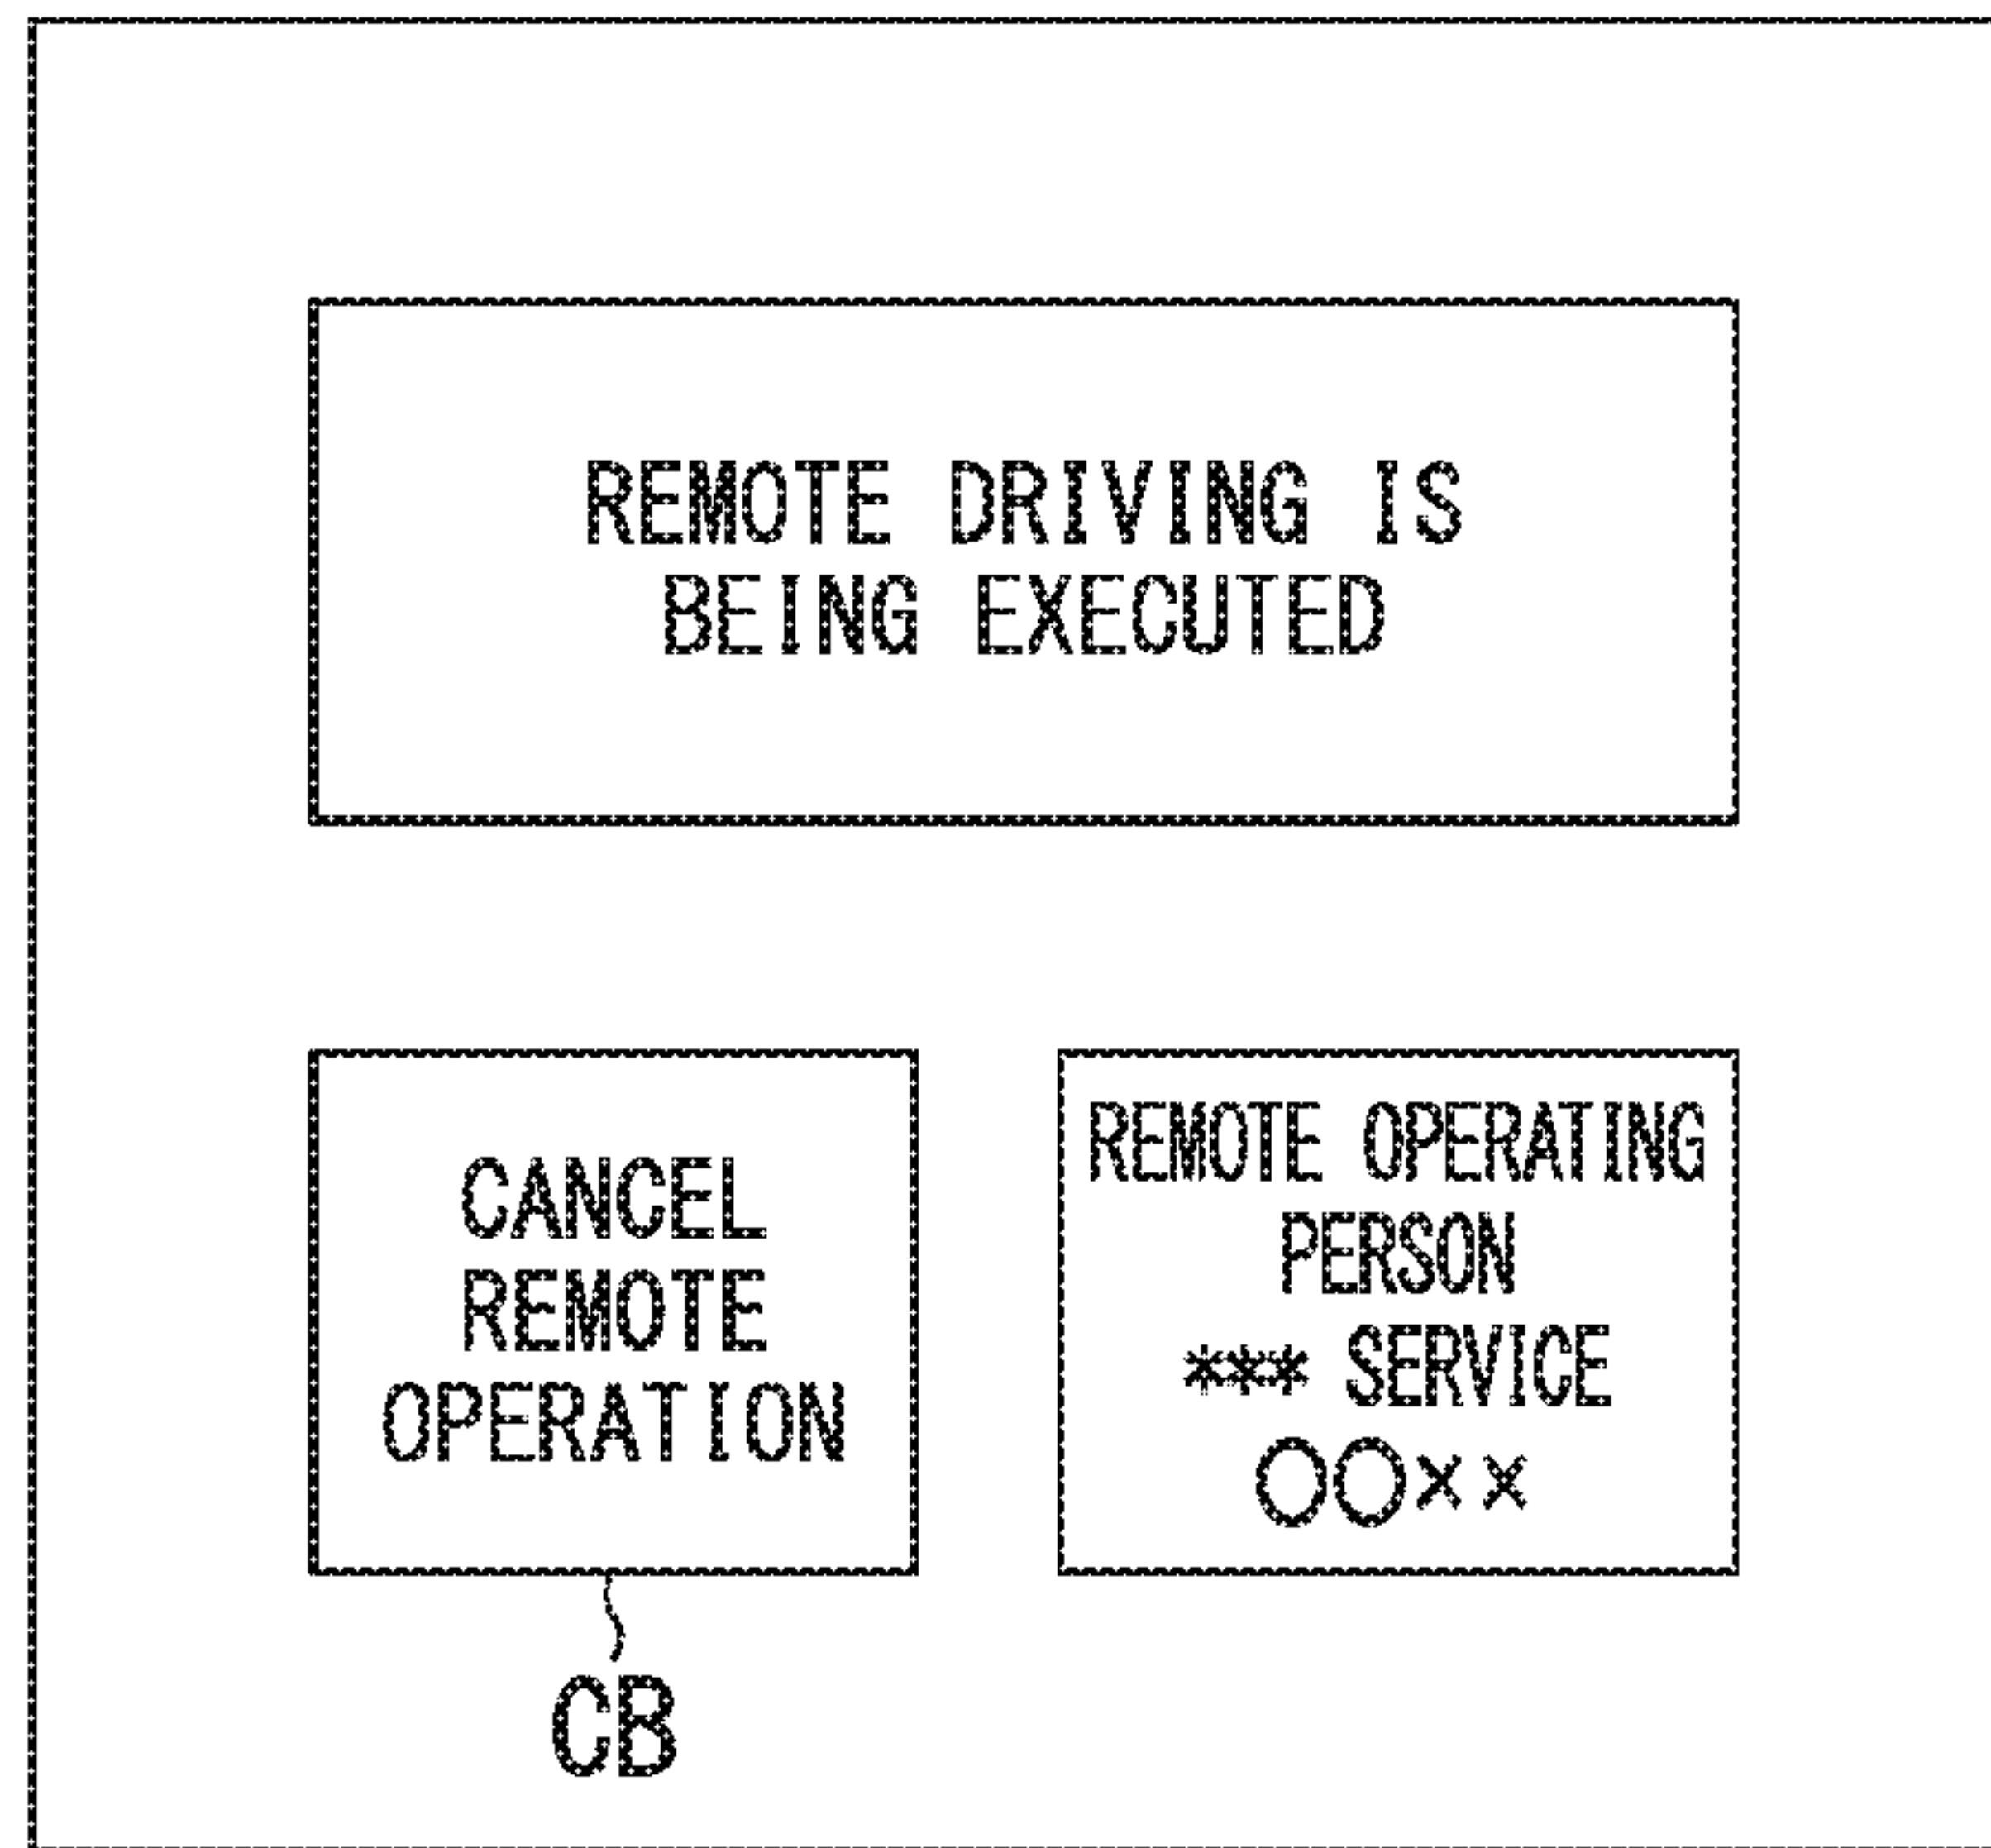 REMOTE DRIVING IS
BEING EXECUTED
CANCEL
REMOTE
OPERATION
REMOTE OPERATING
PERSON
*** SERVICE
○○××
CB